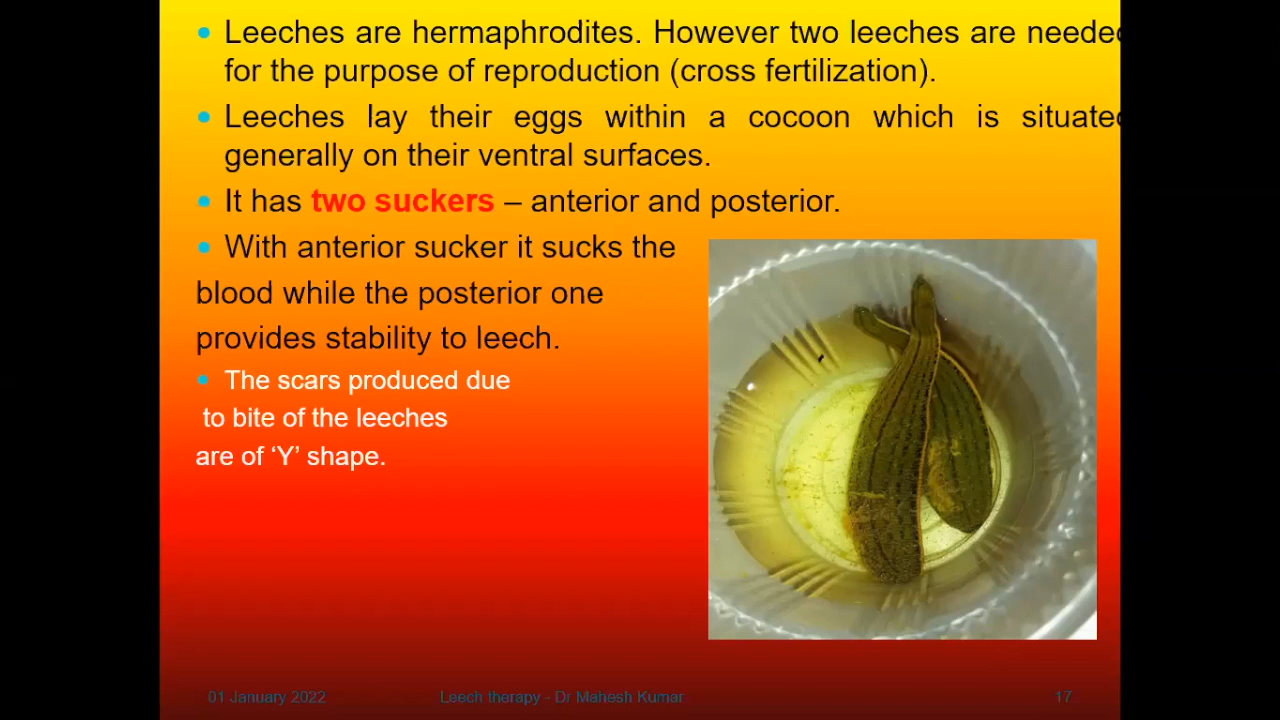 Leeches are hermaphrodites. However two leeches are needed
for the purpose of reproduction (cross fertilization).
Leeches lay their eggs within a cocoon which is situated
generally on their ventral surfaces.
It has two suckers – anterior and posterior.
With anterior sucker it sucks the
blood while the posterior one
provides stability to leech.
The scars produced due
to bite of the leeches
are of ‘Y’ shape.
01 January 2022
Leech therapy - Dr Mahesh Kumar
17